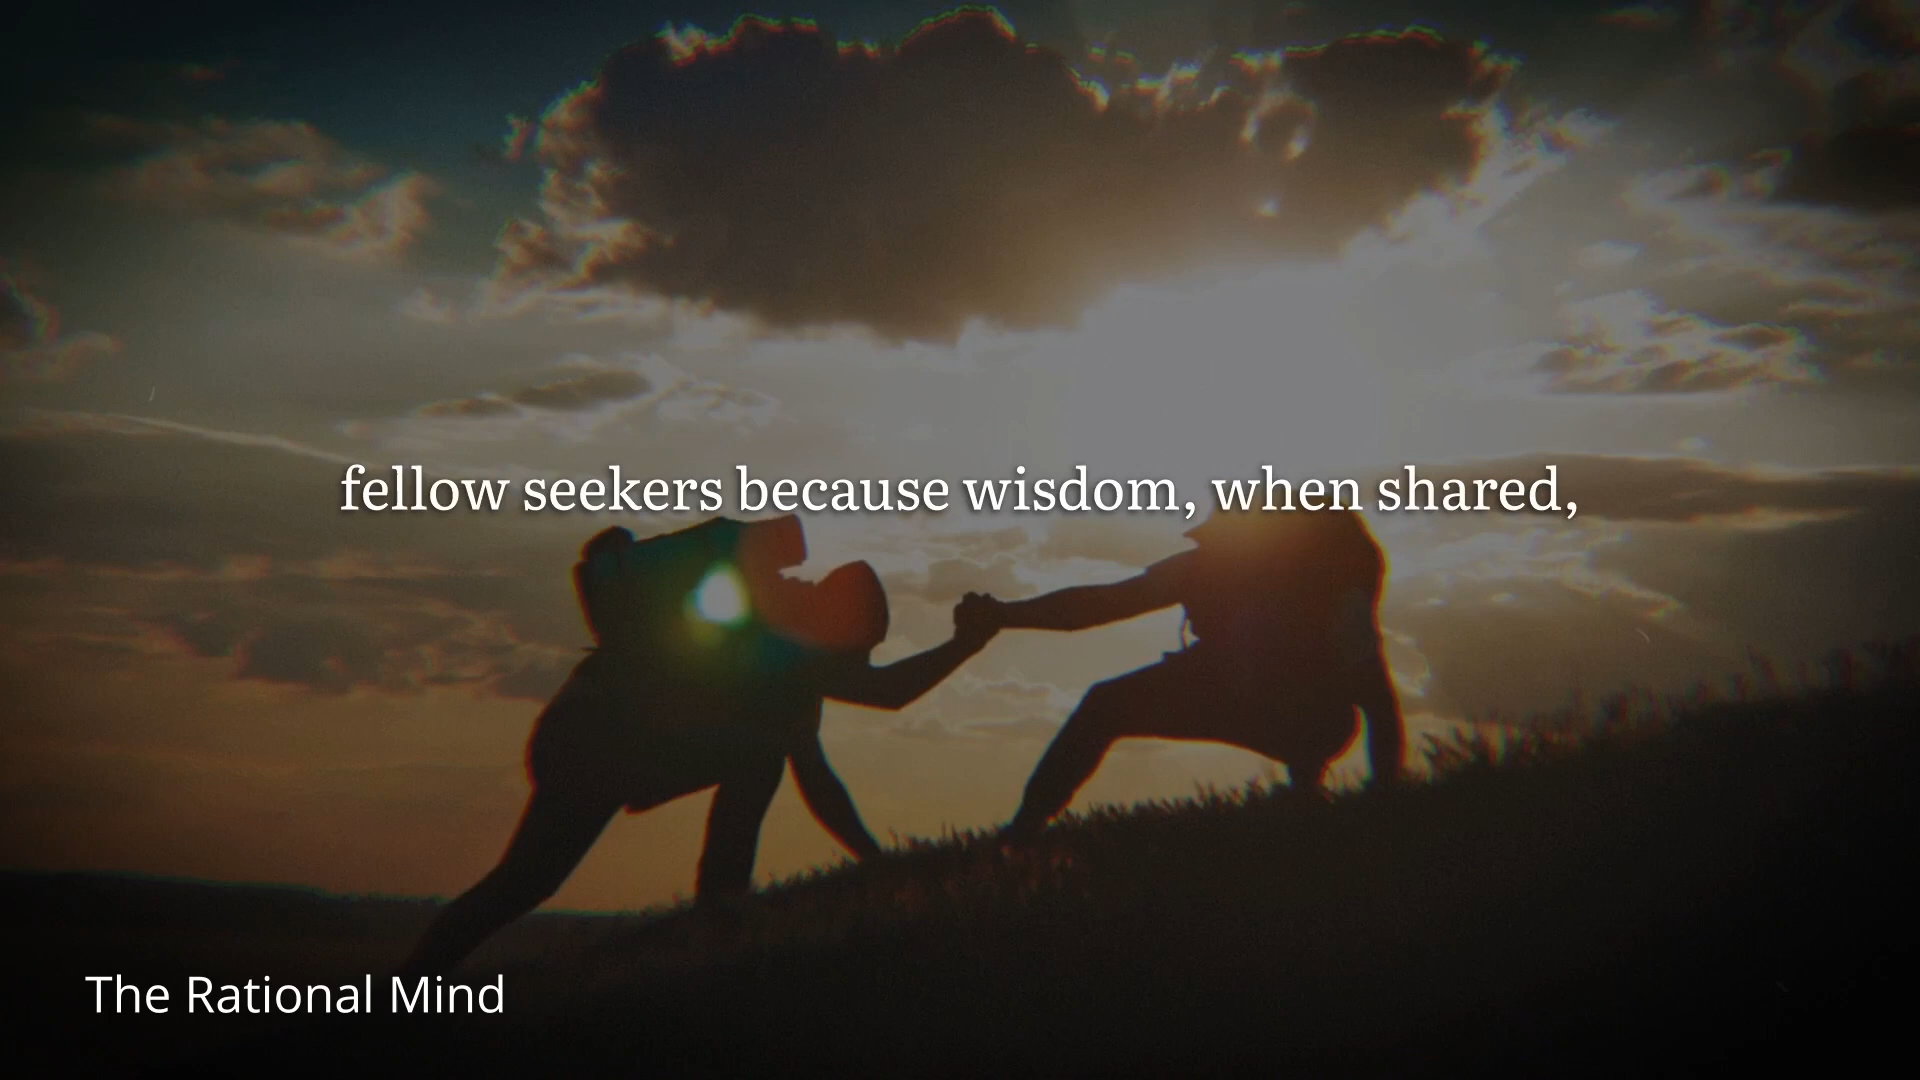 fellow seekers because wisdom, when shared,
The Rational Mind